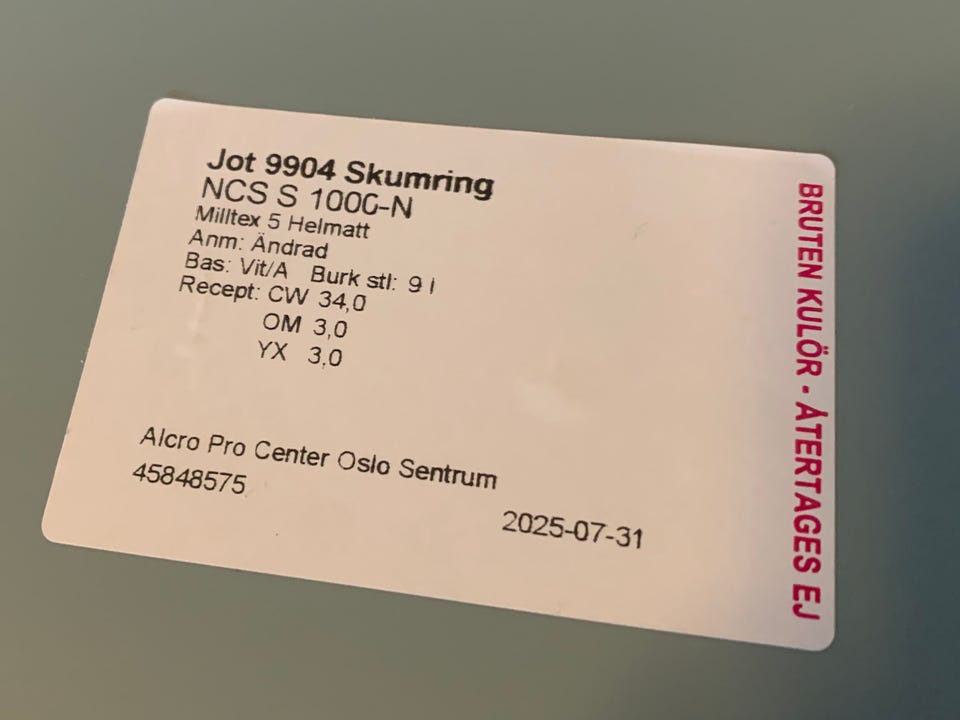 Jot 9904 Skumring
NCS S 1000-N
Milltex 5 Helmatt
Anm: Ändrad
Bas: Vit/A Burk stl: 9 l
Recept: CW 34,0
OM 3,0
YX 3,0
Alcro Pro Center Oslo Sentrum
45848575
2025-07-31
BRUTEN KULÖR - ÅTERTAGES EJ